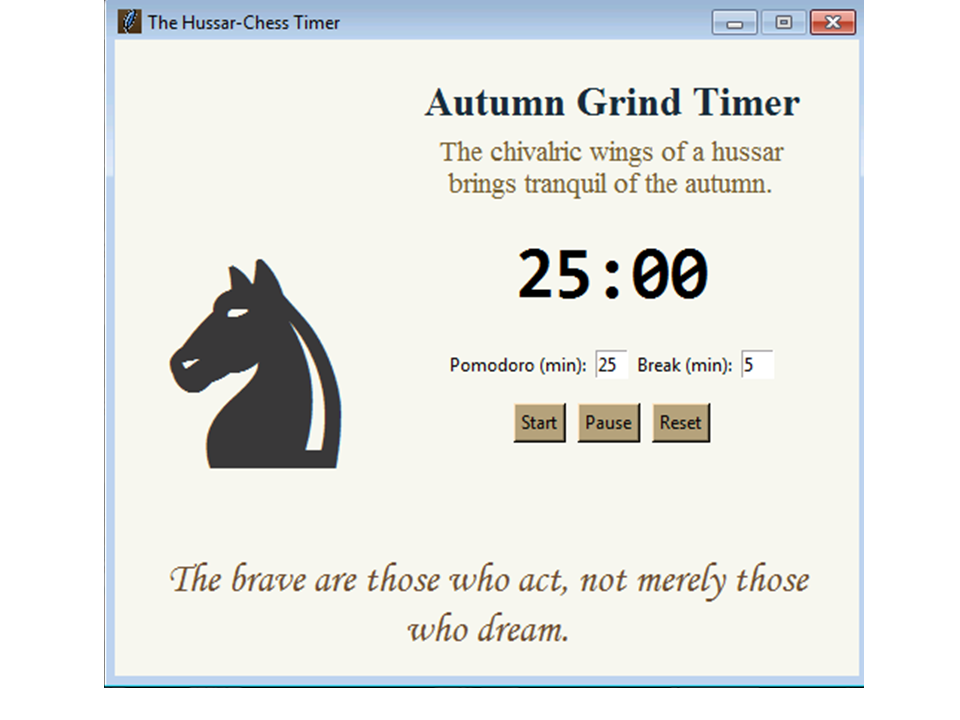 The Hussar-Chess Timer
Autumn Grind Timer
The chivalric wings of a hussar
brings tranquil of the autumn.
25:00
Pomodoro (min): 25 Break (min): 5
Start Pause Reset
The brave are those who act, not merely those
who dream.